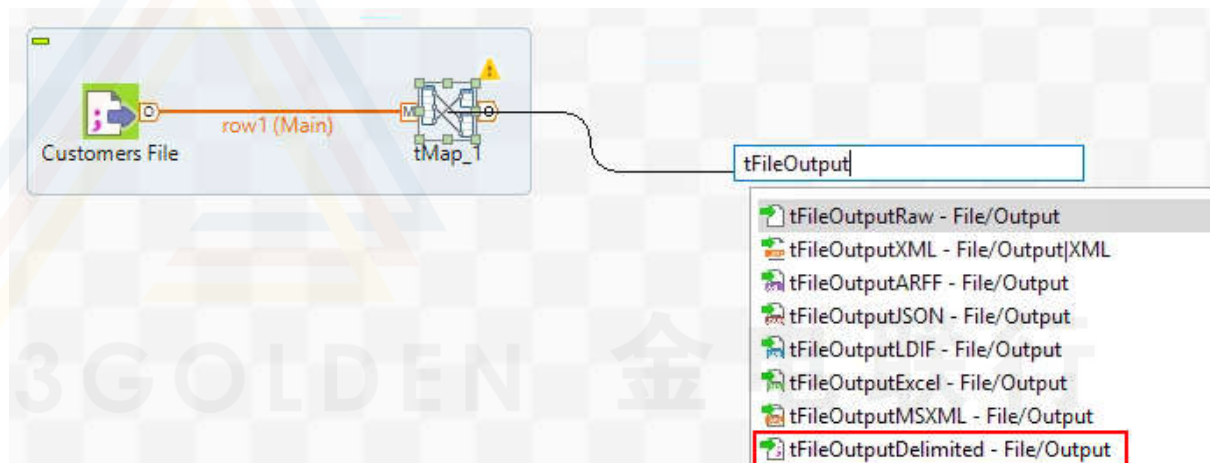 row1 (Main)
Customers File
tMap_1
tFileOutput
tFileOutputRaw - File/Output
tFileOutputXML - File/Output|XML
tFileOutputARFF - File/Output
tFileOutputJSON - File/Output
tFileOutputLDIF - File/Output
tFileOutputExcel - File/Output
tFileOutputMSXML - File/Output
tFileOutputDelimited - File/Output
3GOLDEN 金